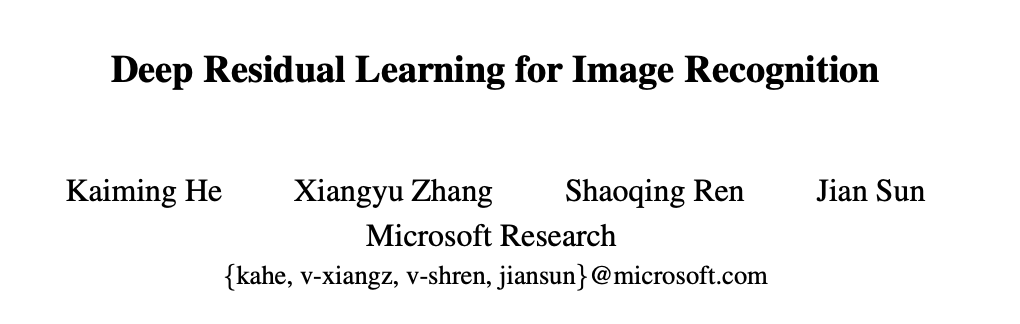 Deep Residual Learning for Image Recognition
Kaiming He Xiangyu Zhang Shaoqing Ren Jian Sun
Microsoft Research
{kahe, v-xiangz, v-shren, jiansun}@microsoft.com